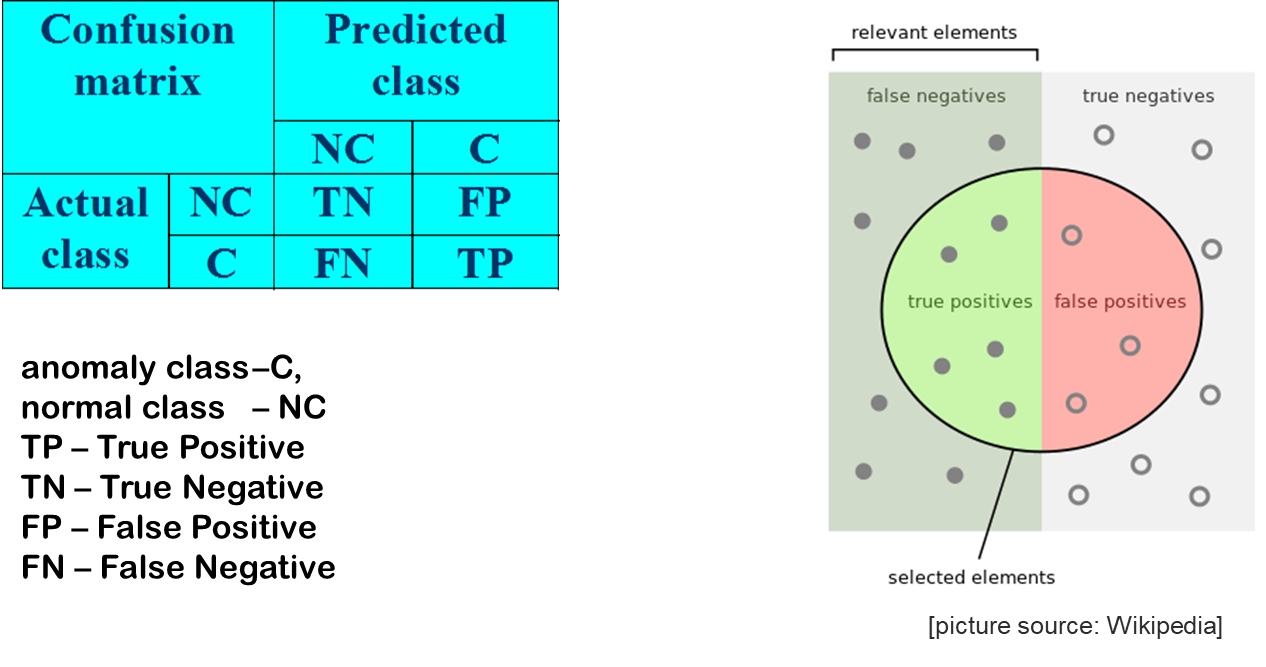 Confusion
matrix
Predicted
class
NC C
Actual
class
NC TN FP
C FN TP
anomaly class –C,
normal class – NC
TP – True Positive
TN – True Negative
FP – False Positive
FN – False Negative
relevant elements
false negatives true negatives
true positives false positives
selected elements
[picture source: Wikipedia]